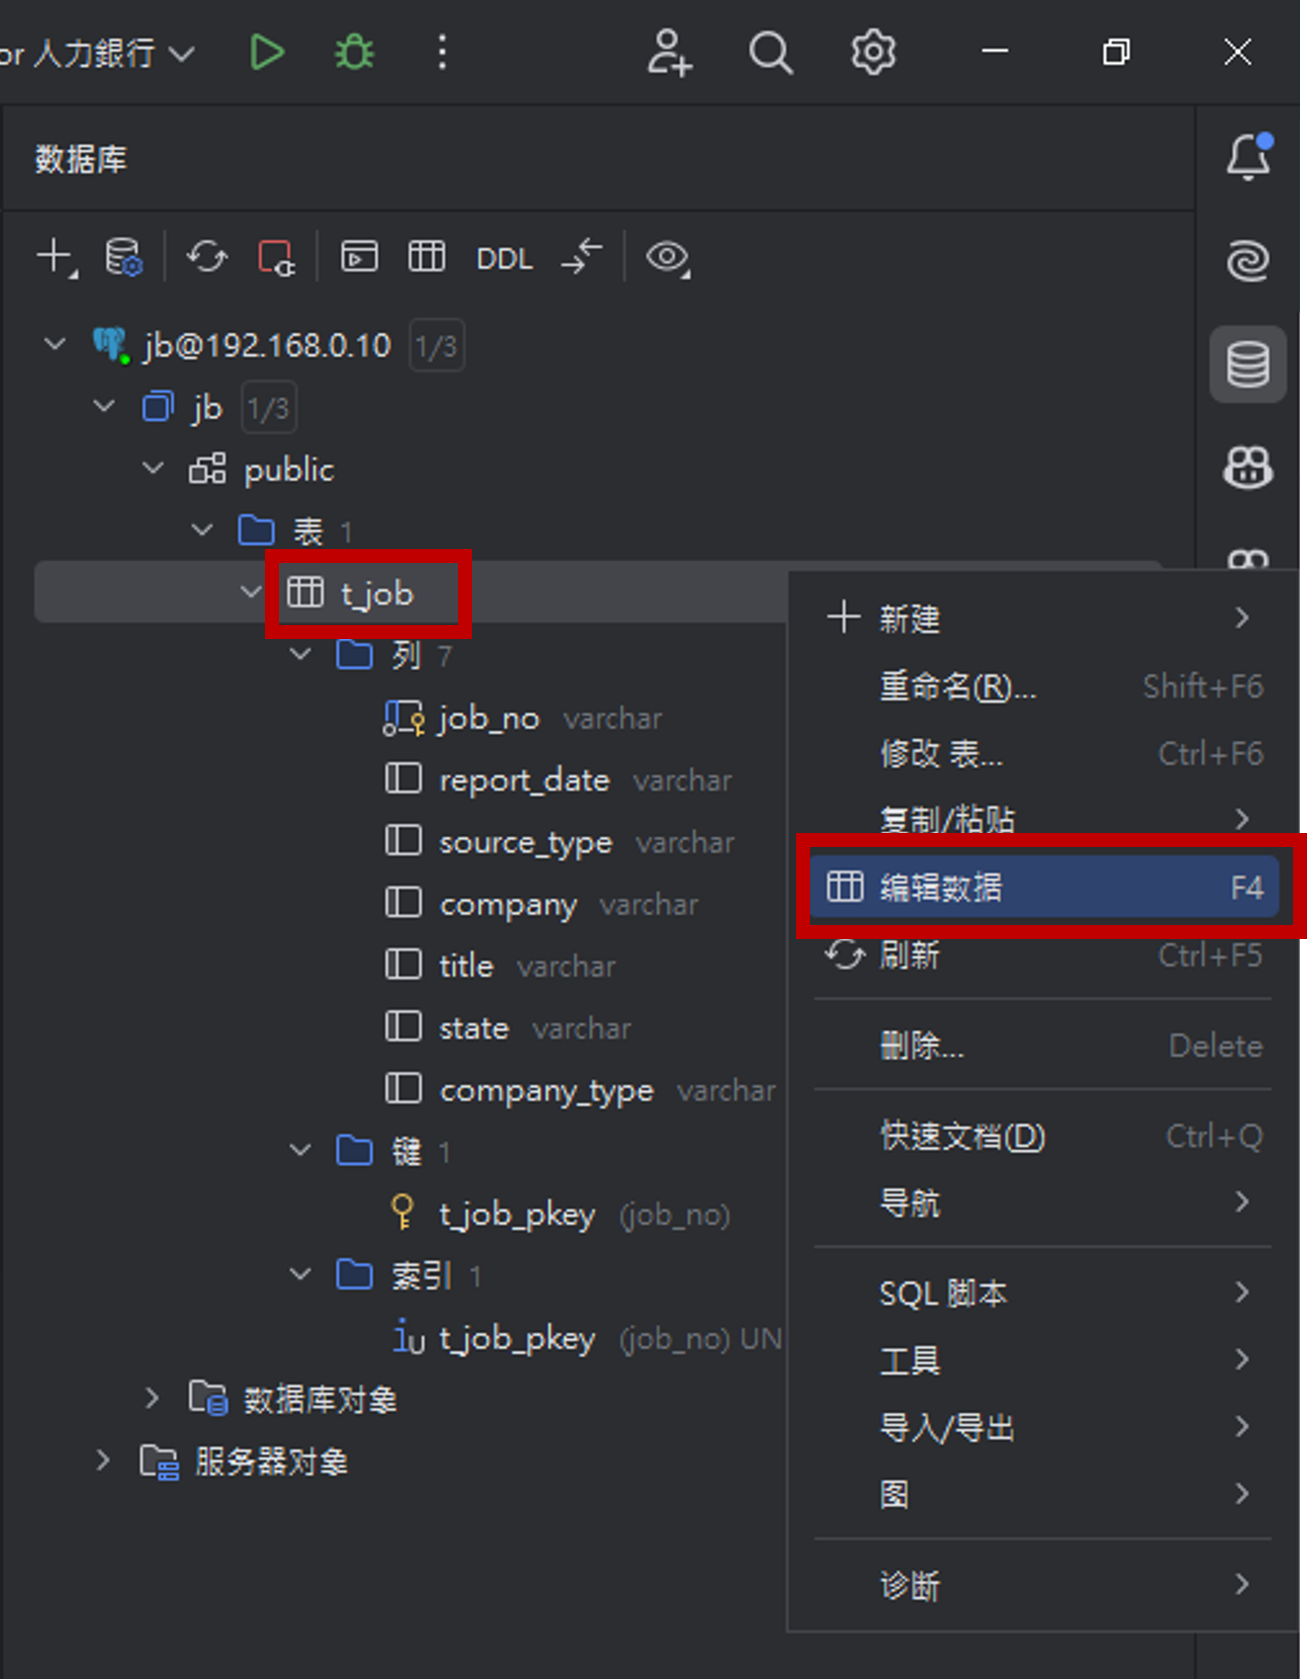 or 人力銀行
数据库
DDL
jb@192.168.0.10 1/3
jb 1/3
public
表 1
t_job
列 7
job_no varchar
report_date varchar
source_type varchar
company varchar
title varchar
state varchar
company_type varchar
键 1
t_job_pkey (job_no)
索引 1
t_job_pkey (job_no) UN
数据库对象
服务器对象
新建
重命名(R)... Shift+F6
修改 表... Ctrl+F6
复制/粘贴
编辑数据 F4
刷新 Ctrl+F5
删除... Delete
快速文档(D) Ctrl+Q
导航
SQL 脚本
工具
导入/导出
图
诊断